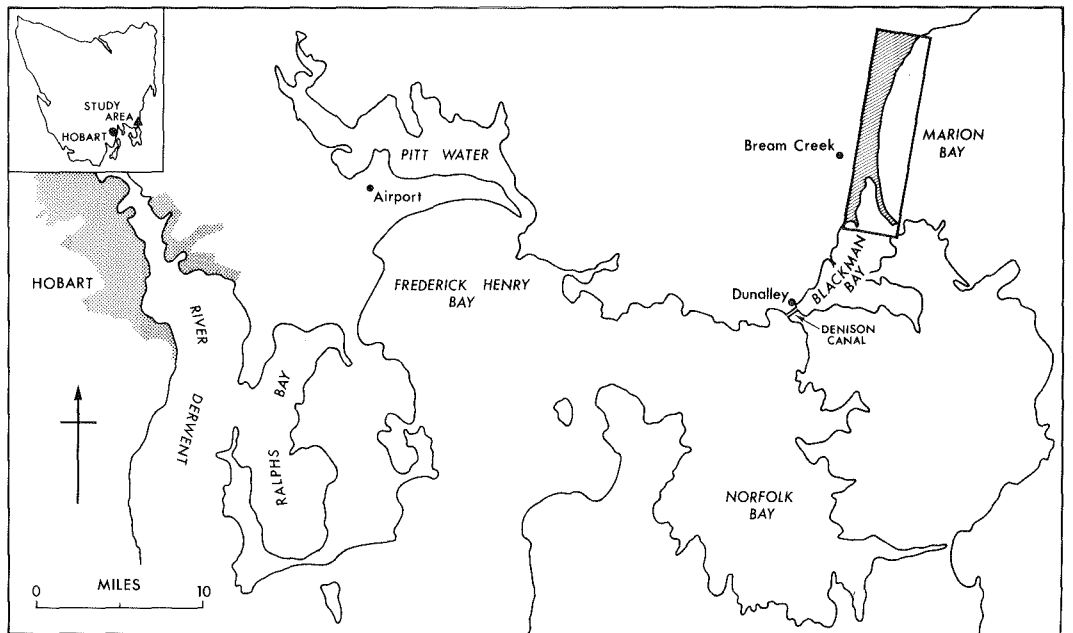 STUDY
AREA
HOBART
PITT WATER
Airport
Bream Creek
MARION
BAY
HOBART
RIVER
DERWENT
FREDERICK HENRY
BAY
BLACKMAN
BAY
Dunalley
DENISON
CANAL
RALPHS
BAY
NORFOLK
BAY
MILES
0
10